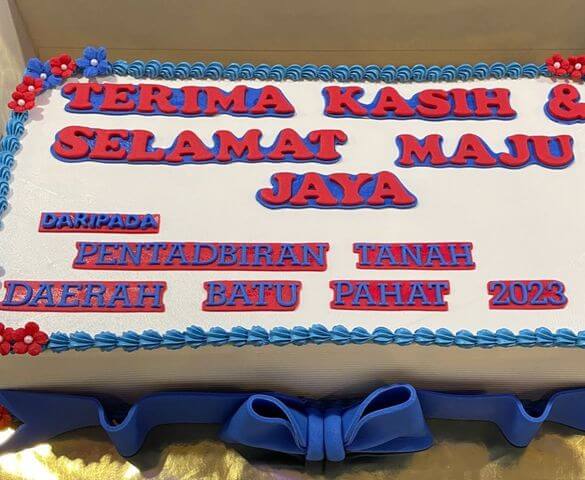 TERIMA KASIH &
SELAMAT MAJU
JAYA
DARIPADA
PENTADBIRAN TANAH
DAERAH BATU PAHAT 2023